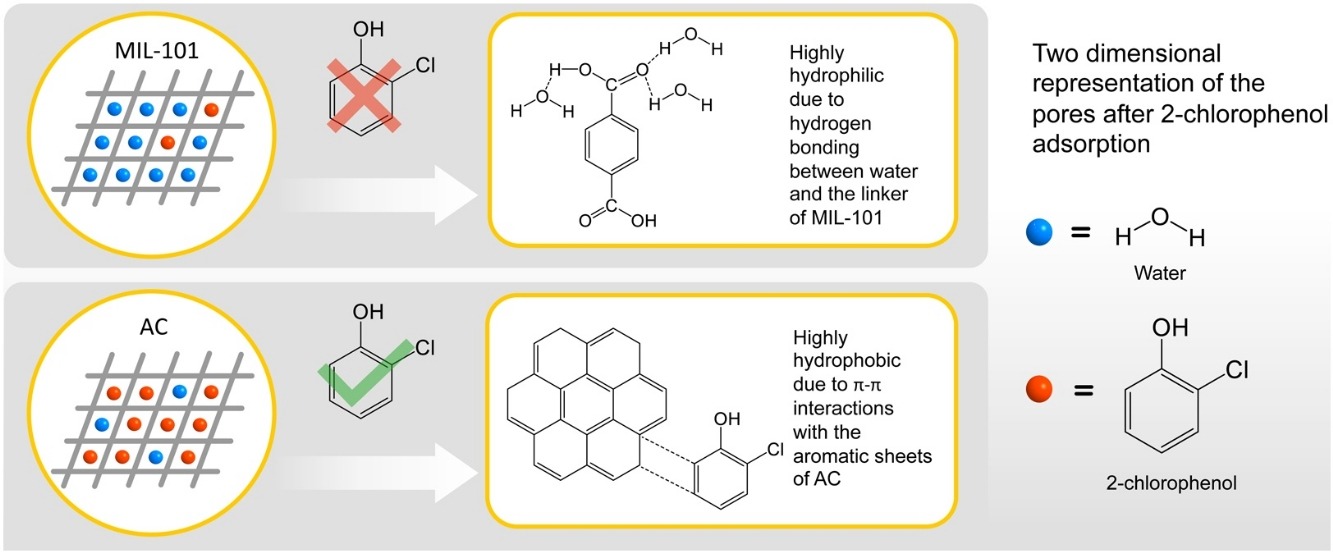 MIL-101
OH
Cl
H
O
H
H
O
C
O
H
O
H
H
O
H
C
O
OH
Highly
hydrophilic
due to
hydrogen
bonding
between water
and the linker
of MIL-101
AC
OH
Cl
OH
Cl
Highly
hydrophobic
due to π-π
interactions
with the
aromatic sheets
of AC
Two dimensional
representation of the
pores after 2-chlorophenol
adsorption
=
H
O
H
Water
=
OH
Cl
2-chlorophenol